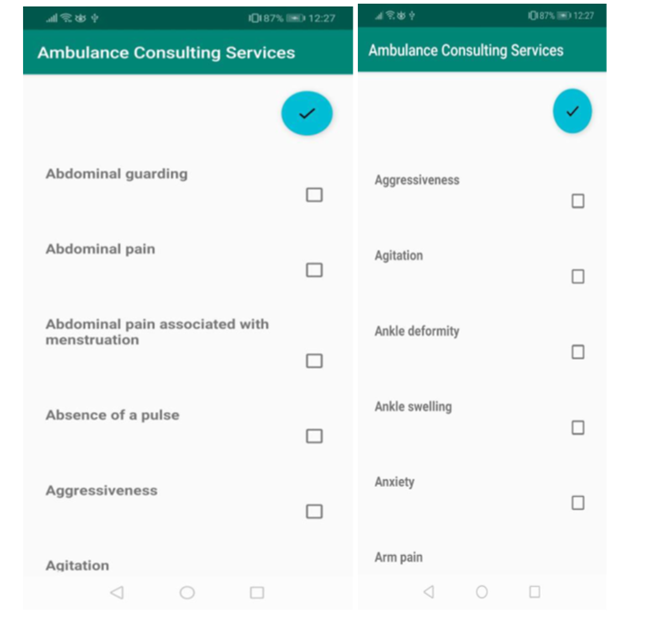 87% 12:27
Ambulance Consulting Services
Abdominal guarding
Abdominal pain
Abdominal pain associated with
menstruation
Absence of a pulse
Aggressiveness
Agitation
87% 12:27
Ambulance Consulting Services
Aggressiveness
Agitation
Ankle deformity
Ankle swelling
Anxiety
Arm pain